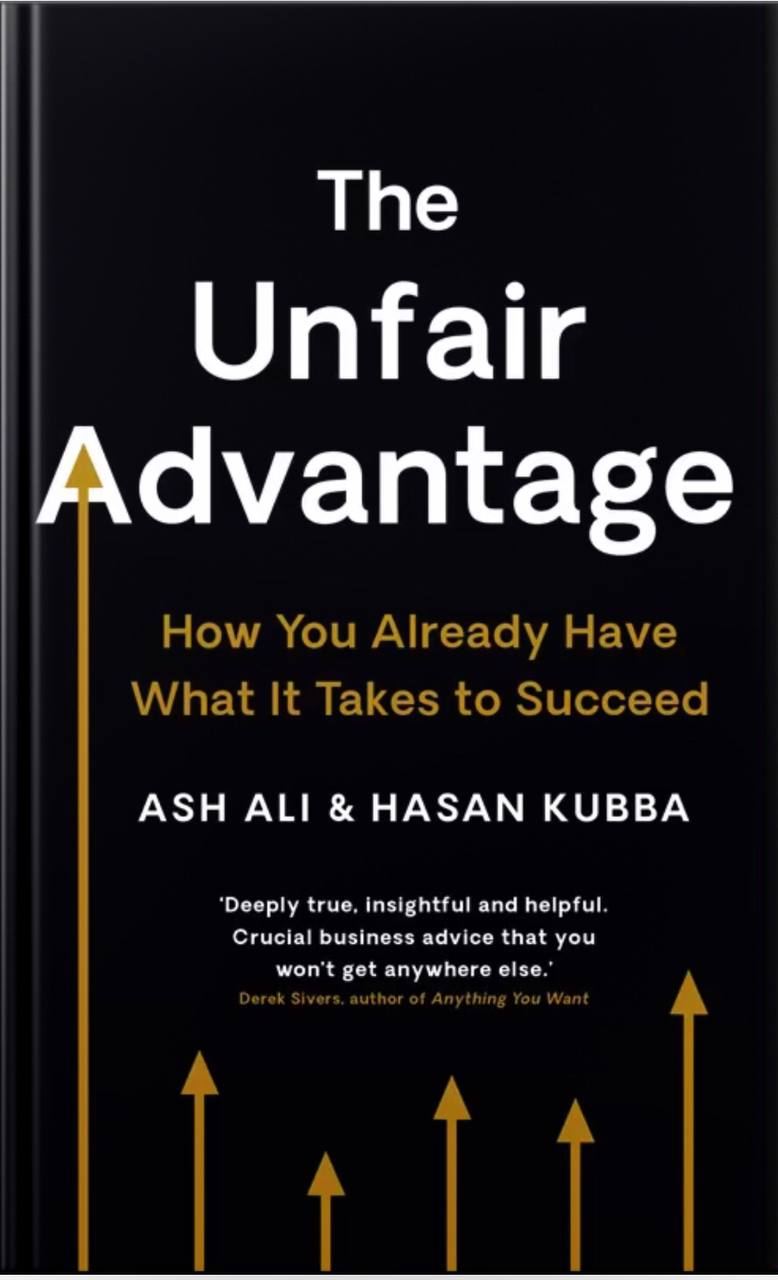 The
Unfair
Advantage
How You Already Have
What It Takes to Succeed
ASH ALI & HASAN KUBBA
‘Deeply true, insightful and helpful.
Crucial business advice that you
won’t get anywhere else.’
Derek Sivers, author of Anything You Want